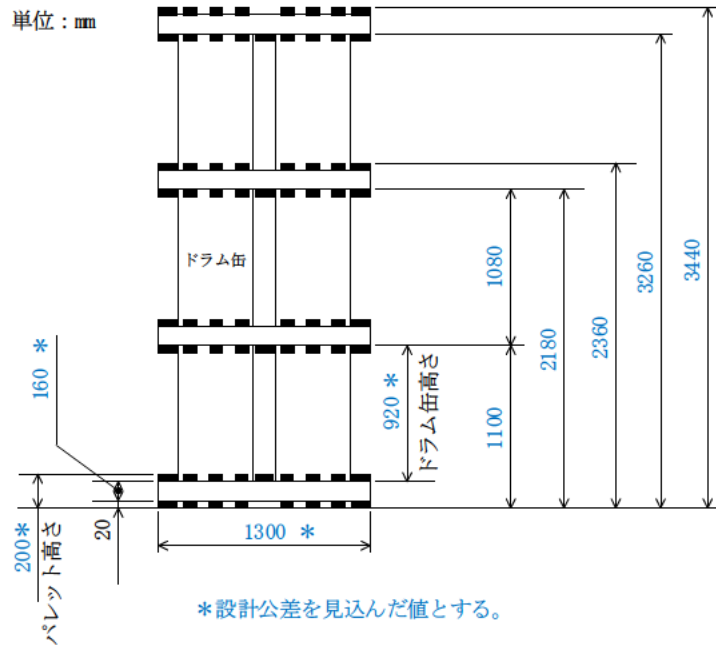 単位：mm
3440
3260
2360
2180
1080
1100
ドラム缶
920 *
ドラム缶高さ
160 *
20
200*
パレット高さ
1300 *
*設計公差を見込んだ値とする。